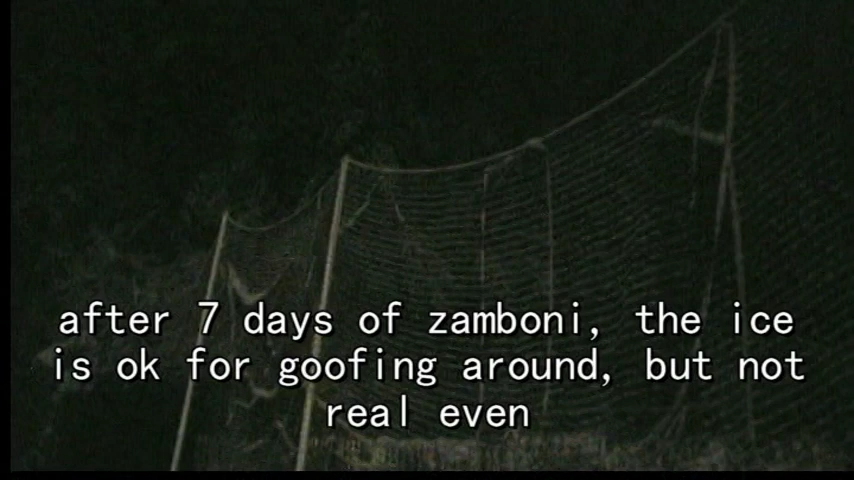 after 7 days of zamboni, the ice
is ok for goofing around, but not
real even